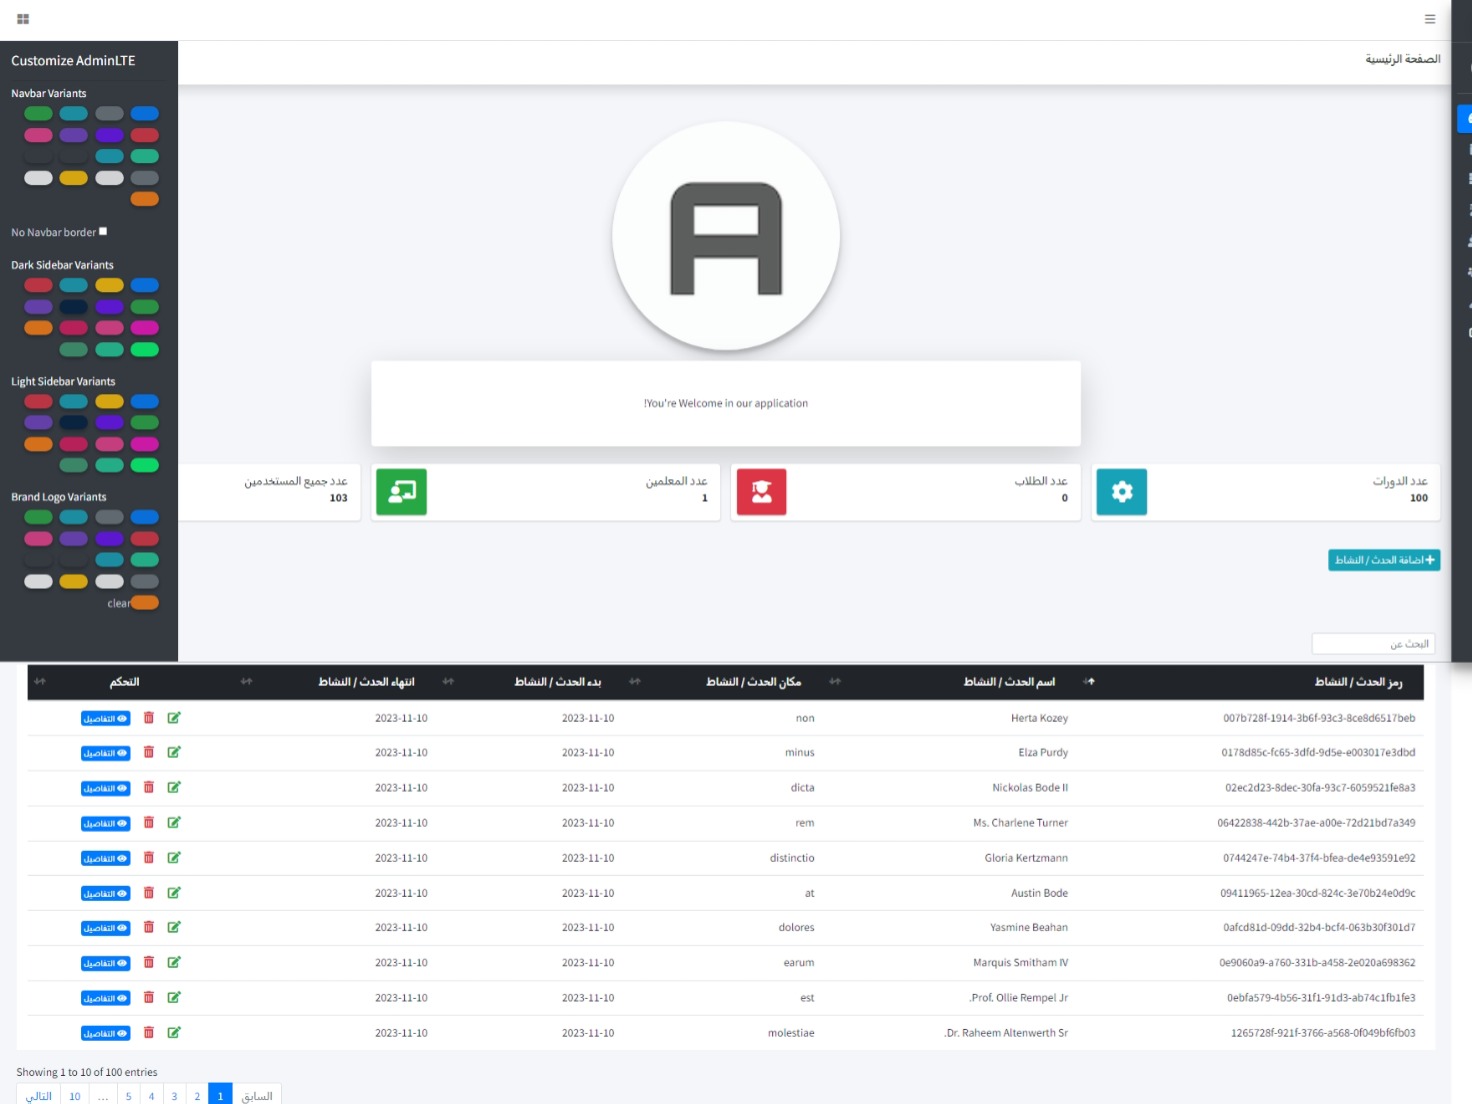 الصفحة الرئيسية
Customize AdminLTE
Navbar Variants
No Navbar border
Dark Sidebar Variants
Light Sidebar Variants
Brand Logo Variants
clear
!You're Welcome in our application
عدد الدورات
100
عدد الطلاب
0
عدد المعلمين
1
عدد جميع المستخدمين
103
اضافة الحدث / النشاط
البحث عن
رمز الحدث / النشاط اسم الحدث / النشاط مكان الحدث / النشاط بدء الحدث / النشاط انتهاء الحدث / النشاط التحكم
007b728f-1914-3b6f-93c3-8ce8d6517beb Herta Kozey non 2023-11-10 2023-11-10 التفاصيل
0178d85c-fc65-3dfd-9d5e-e003017e3dbd Elza Purdy minus 2023-11-10 2023-11-10 التفاصيل
02ec2d23-8dec-30fa-93c7-6059521fe8a3 Nickolas Bode II dicta 2023-11-10 2023-11-10 التفاصيل
06422838-442b-37ae-a00e-72d21bd7a349 Ms. Charlene Turner rem 2023-11-10 2023-11-10 التفاصيل
0744247e-74b4-37f4-bfea-de4e93591e92 Gloria Kertzmann distinctio 2023-11-10 2023-11-10 التفاصيل
09411965-12ea-30cd-824c-3e70b24e0d9c Austin Bode at 2023-11-10 2023-11-10 التفاصيل
0afcd81d-09dd-32b4-bcf4-063b30f301d7 Yasmine Beahan dolores 2023-11-10 2023-11-10 التفاصيل
0e9060a9-a760-331b-a458-2e020a698362 Marquis Smitham IV earum 2023-11-10 2023-11-10 التفاصيل
0ebfa579-4b56-31f1-91d3-ab74c1fb1fe3 .Prof. Ollie Rempel Jr est 2023-11-10 2023-11-10 التفاصيل
1265728f-921f-3766-a568-0f049bf6fb03 .Dr. Raheem Altenwerth Sr molestiae 2023-11-10 2023-11-10 التفاصيل
Showing 1 to 10 of 100 entries
السابق 1 2 3 4 5 ... 10 التالي